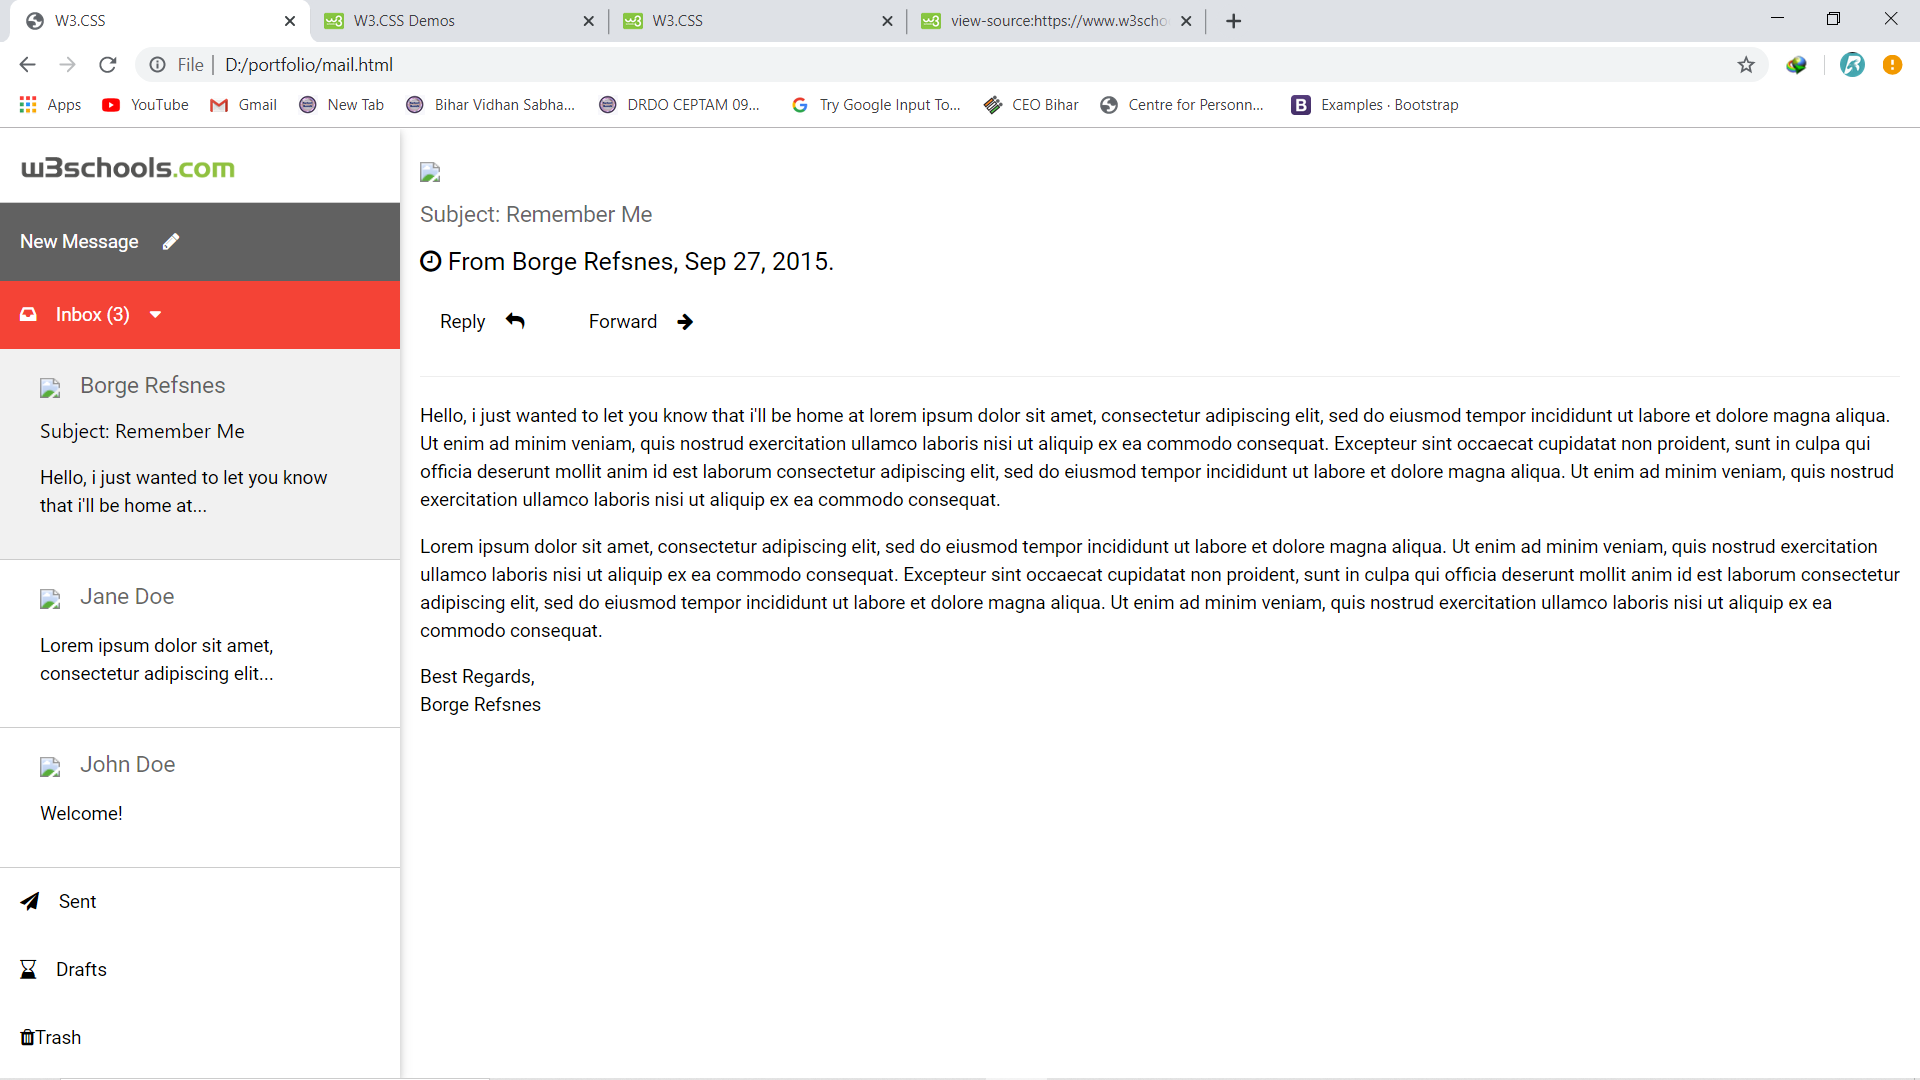 W3.CSS
W3.CSS Demos
W3.CSS
view-source:https://www.w3scho
File | D:/portfolio/mail.html
Apps
YouTube
Gmail
New Tab
Bihar Vidhan Sabha...
DRDO CEPTAM 09...
Try Google Input To...
CEO Bihar
Centre for Personn...
B
Examples · Bootstrap
w3schools.com
New Message
Inbox (3)
Borge Refsnes
Subject: Remember Me
Hello, i just wanted to let you know
that i'll be home at...
Jane Doe
Lorem ipsum dolor sit amet,
consectetur adipiscing elit...
John Doe
Welcome!
Sent
Drafts
Trash
Subject: Remember Me
From Borge Refsnes, Sep 27, 2015.
Reply
Forward
Hello, i just wanted to let you know that i'll be home at lorem ipsum dolor sit amet, consectetur adipiscing elit, sed do eiusmod tempor incididunt ut labore et dolore magna aliqua.
Ut enim ad minim veniam, quis nostrud exercitation ullamco laboris nisi ut aliquip ex ea commodo consequat. Excepteur sint occaecat cupidatat non proident, sunt in culpa qui
officia deserunt mollit anim id est laborum consectetur adipiscing elit, sed do eiusmod tempor incididunt ut labore et dolore magna aliqua. Ut enim ad minim veniam, quis nostrud
exercitation ullamco laboris nisi ut aliquip ex ea commodo consequat.
Lorem ipsum dolor sit amet, consectetur adipiscing elit, sed do eiusmod tempor incididunt ut labore et dolore magna aliqua. Ut enim ad minim veniam, quis nostrud exercitation
ullamco laboris nisi ut aliquip ex ea commodo consequat. Excepteur sint occaecat cupidatat non proident, sunt in culpa qui officia deserunt mollit anim id est laborum consectetur
adipiscing elit, sed do eiusmod tempor incididunt ut labore et dolore magna aliqua. Ut enim ad minim veniam, quis nostrud exercitation ullamco laboris nisi ut aliquip ex ea
commodo consequat.
Best Regards,
Borge Refsnes